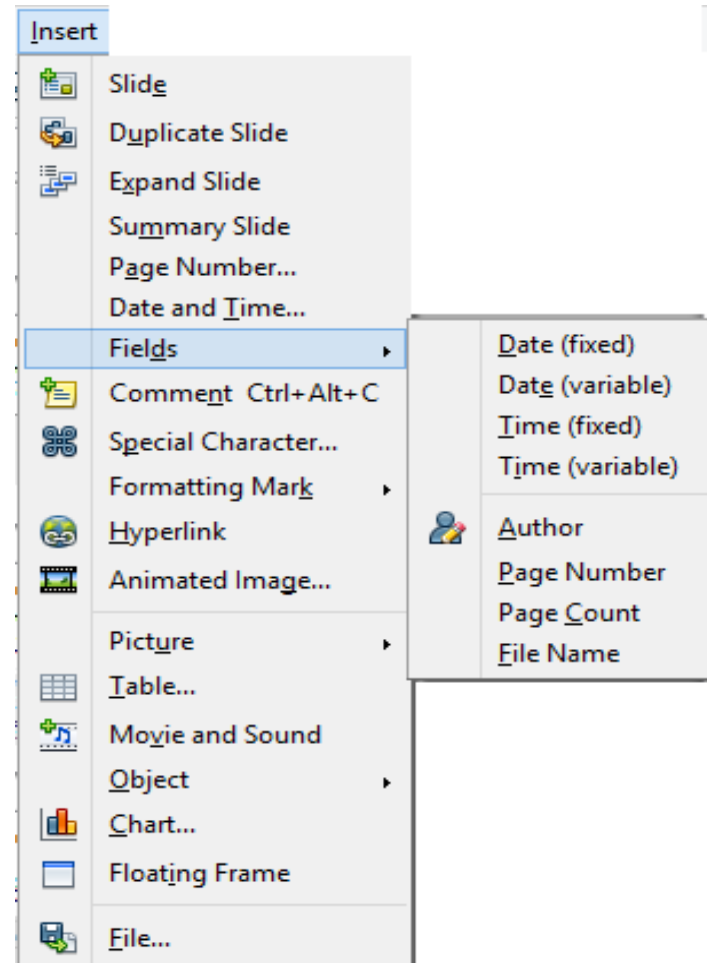 Insert
Slide
Duplicate Slide
Expand Slide
Summary Slide
Page Number...
Date and Time...
Fields
Comment Ctrl+Alt+C
Special Character...
Formatting Mark
Hyperlink
Animated Image...
Picture
Table...
Movie and Sound
Object
Chart...
Floating Frame
File...
Date (fixed)
Date (variable)
Time (fixed)
Time (variable)
Author
Page Number
Page Count
File Name